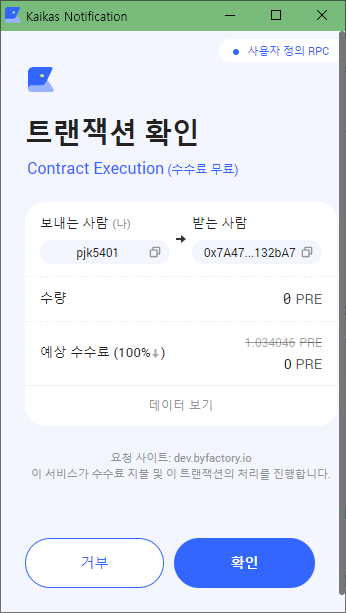 Kaikas Notification
사용자 정의 RPC
트랜잭션 확인
Contract Execution (수수료 무료)
보내는 사람 (나)
받는 사람
pjk5401
0x7A47...132bA7
수량
0 PRE
1.034046 PRE
예상 수수료 (100%↓)
0 PRE
데이터 보기
요청 사이트: dev.byfactory.io
이 서비스가 수수료 지불 및 이 트랜잭션의 처리를 진행합니다.
거부
확인